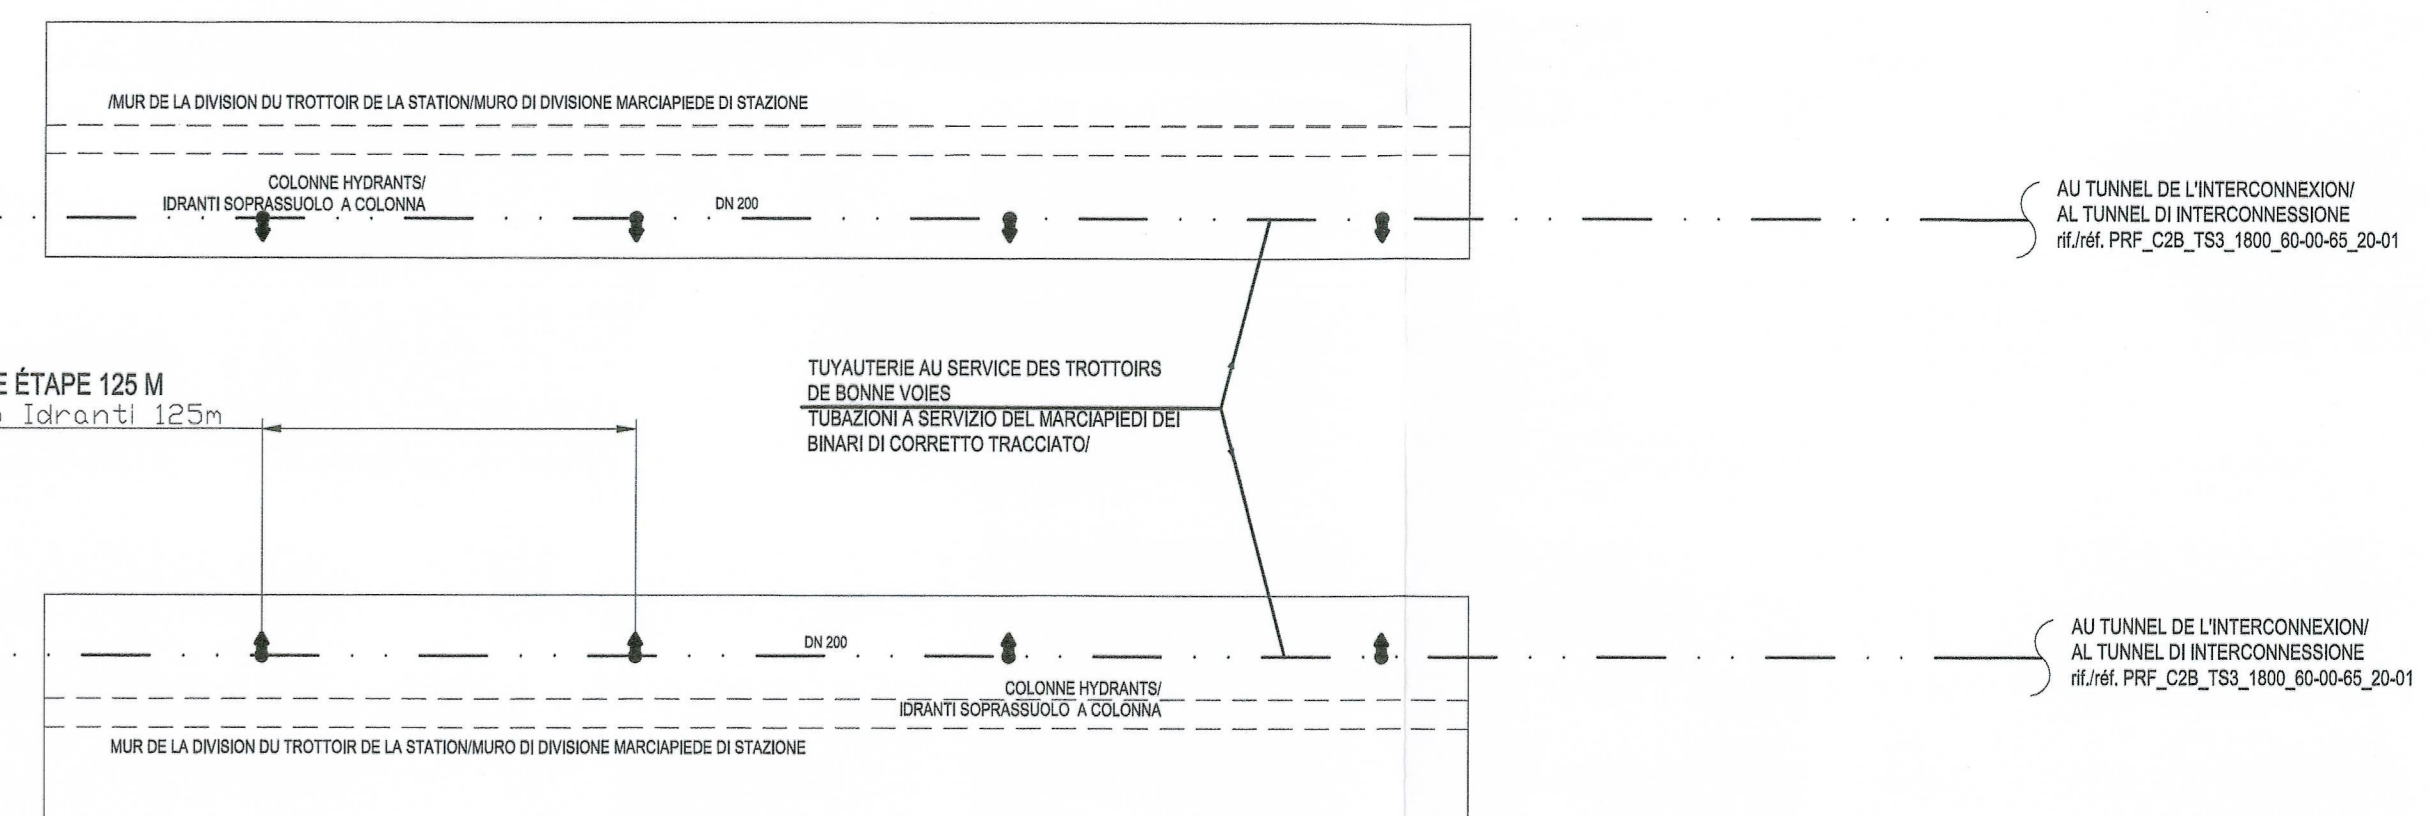 /MUR DE LA DIVISION DU TROTTOIR DE LA STATION/MURO DI DIVISIONE MARCIAPIEDE DI STAZIONE
COLONNE HYDRANTS/
IDRANTI SOPRASSUOLO A COLONNA
DN 200
AU TUNNEL DE L'INTERCONNEXION/
AL TUNNEL DI INTERCONNESSIONE
rif./réf. PRF_C2B_TS3_1800_60-00-65_20-01
ÉTAPE 125 M
Idranti 125m
TUYAUTERIE AU SERVICE DES TROTTOIRS
DE BONNE VOIES
TUBAZIONI A SERVIZIO DEL MARCIAPIEDI DEI
BINARI DI CORRETTO TRACCIATO/
DN 200
AU TUNNEL DE L'INTERCONNEXION/
AL TUNNEL DI INTERCONNESSIONE
rif./réf. PRF_C2B_TS3_1800_60-00-65_20-01
COLONNE HYDRANTS/
IDRANTI SOPRASSUOLO A COLONNA
MUR DE LA DIVISION DU TROTTOIR DE LA STATION/MURO DI DIVISIONE MARCIAPIEDE DI STAZIONE